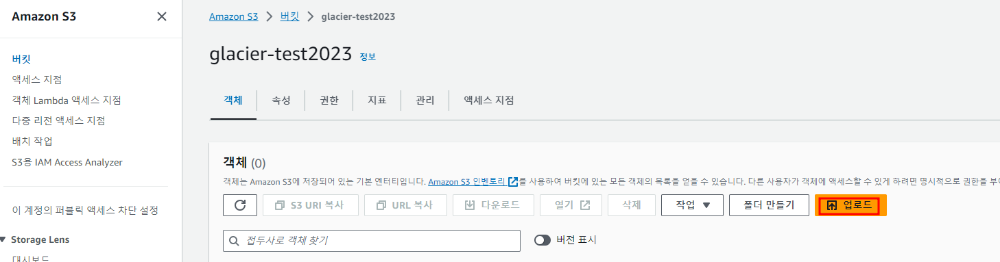 Amazon S3
버킷
액세스 지점
객체 Lambda 액세스 지점
다중 리전 액세스 지점
배치 작업
S3용 IAM Access Analyzer
이 계정의 퍼블릭 액세스 차단 설정
Storage Lens
대시보드
Amazon S3 > 버킷 > glacier-test2023
glacier-test2023 정보
객체 속성 권한 지표 관리 액세스 지점
객체 (0)
객체는 Amazon S3에 저장되어 있는 기본 엔터티입니다. Amazon S3 인벤토리를 사용하여 버킷에 있는 모든 객체의 목록을 얻을 수 있습니다. 다른 사용자가 객체에 액세스할 수 있게 하려면 명시적으로 권한을 부여
S3 URI 복사 URL 복사 다운로드 열기 삭제 작업 폴더 만들기 업로드
접두사로 객체 찾기 버전 표시